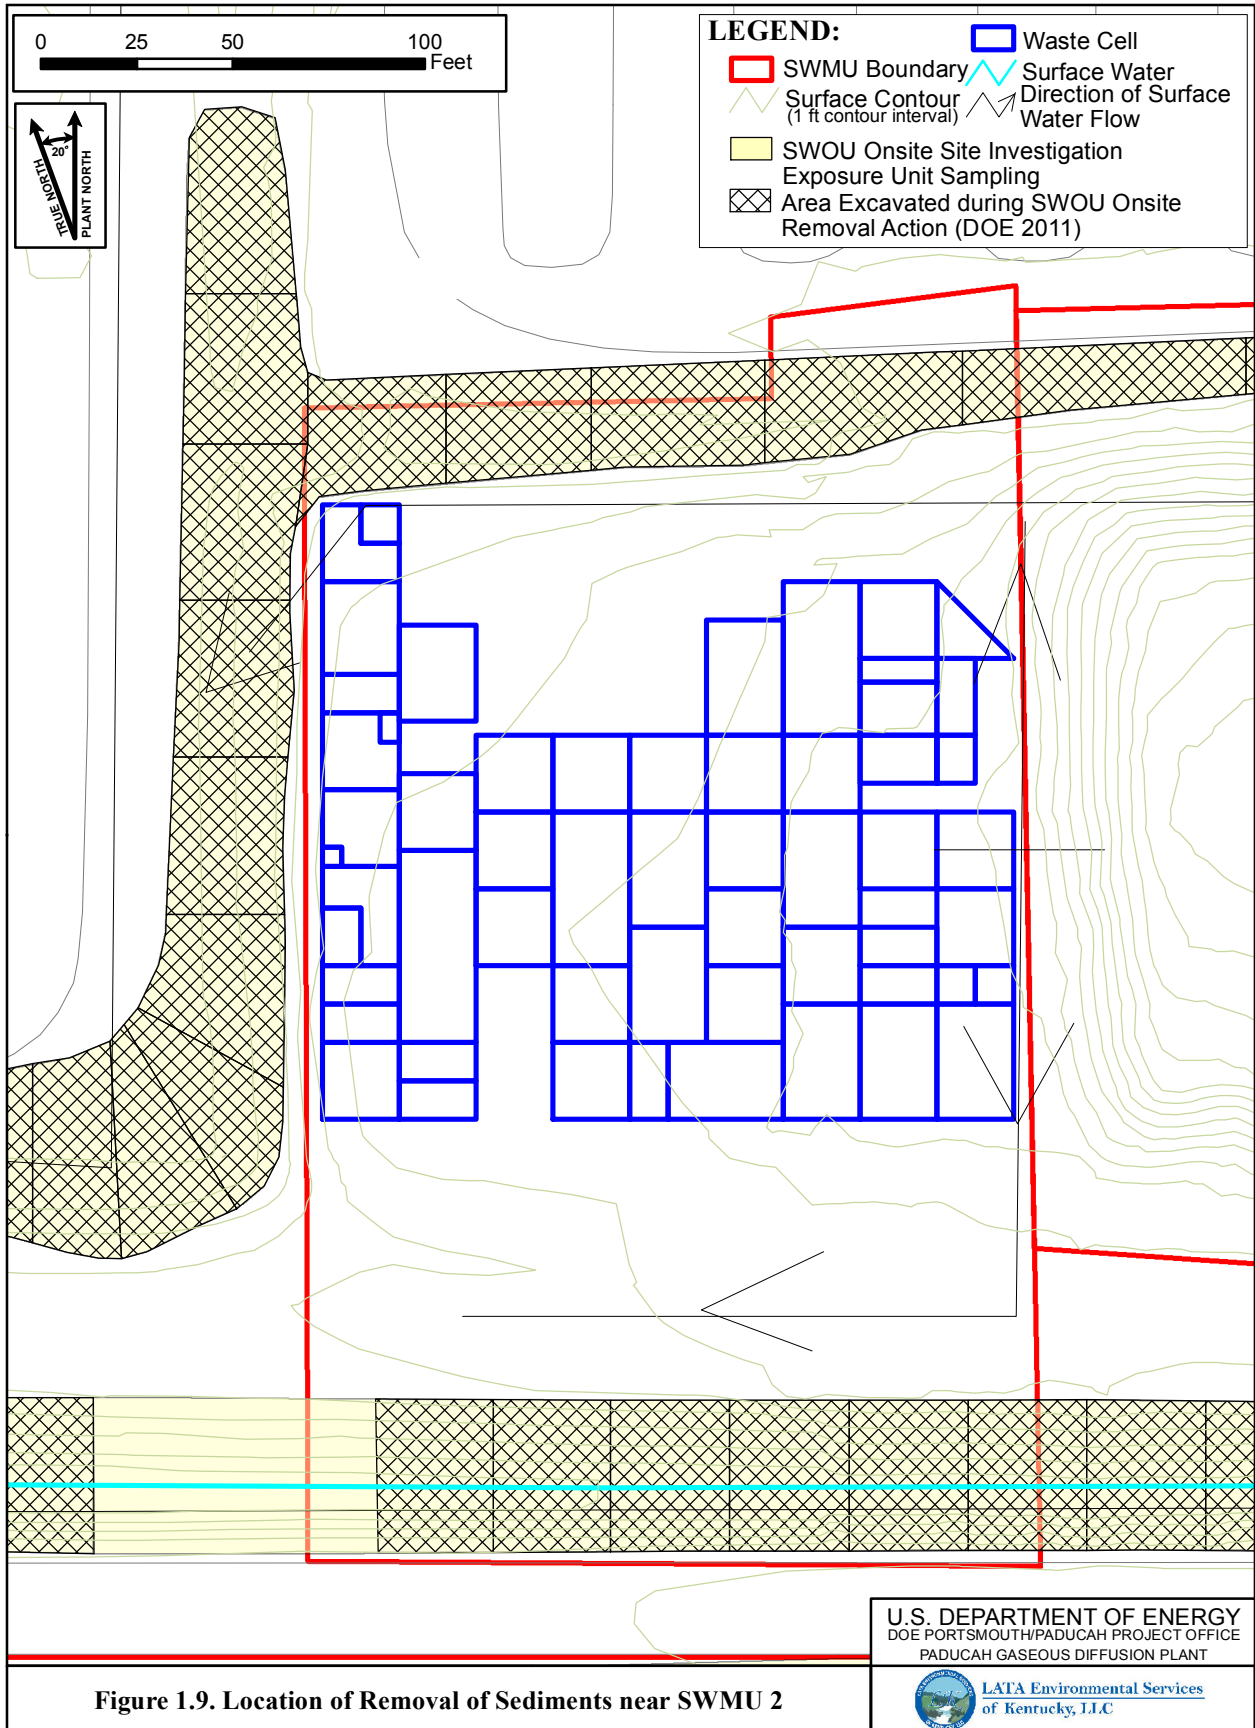 0 25 50 100
Feet
20°
TRUE NORTH
PLANT NORTH
LEGEND:
SWMU Boundary
Surface Contour
(1 ft contour interval)
Waste Cell
Surface Water
Direction of Surface
Water Flow
SWOU Onsite Site Investigation
Exposure Unit Sampling
Area Excavated during SWOU Onsite
Removal Action (DOE 2011)
U.S. DEPARTMENT OF ENERGY
DOE PORTSMOUTH/PADUCAH PROJECT OFFICE
PADUCAH GASEOUS DIFFUSION PLANT
Figure 1.9. Location of Removal of Sediments near SWMU 2
LATA Environmental Services
of Kentucky, LLC